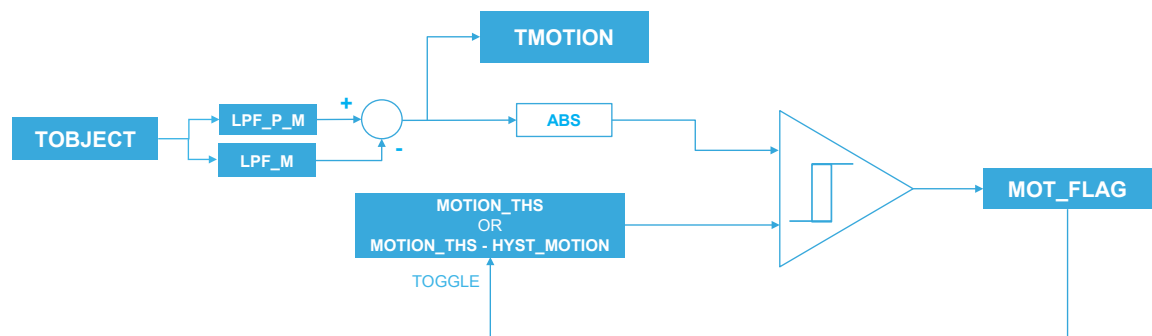 TMOTION
LPF_P_M
+
ABS
TOBJECT
LPF_M
-
MOTION_THS
OR
MOTION_THS - HYST_MOTION
MOT_FLAG
TOGGLE